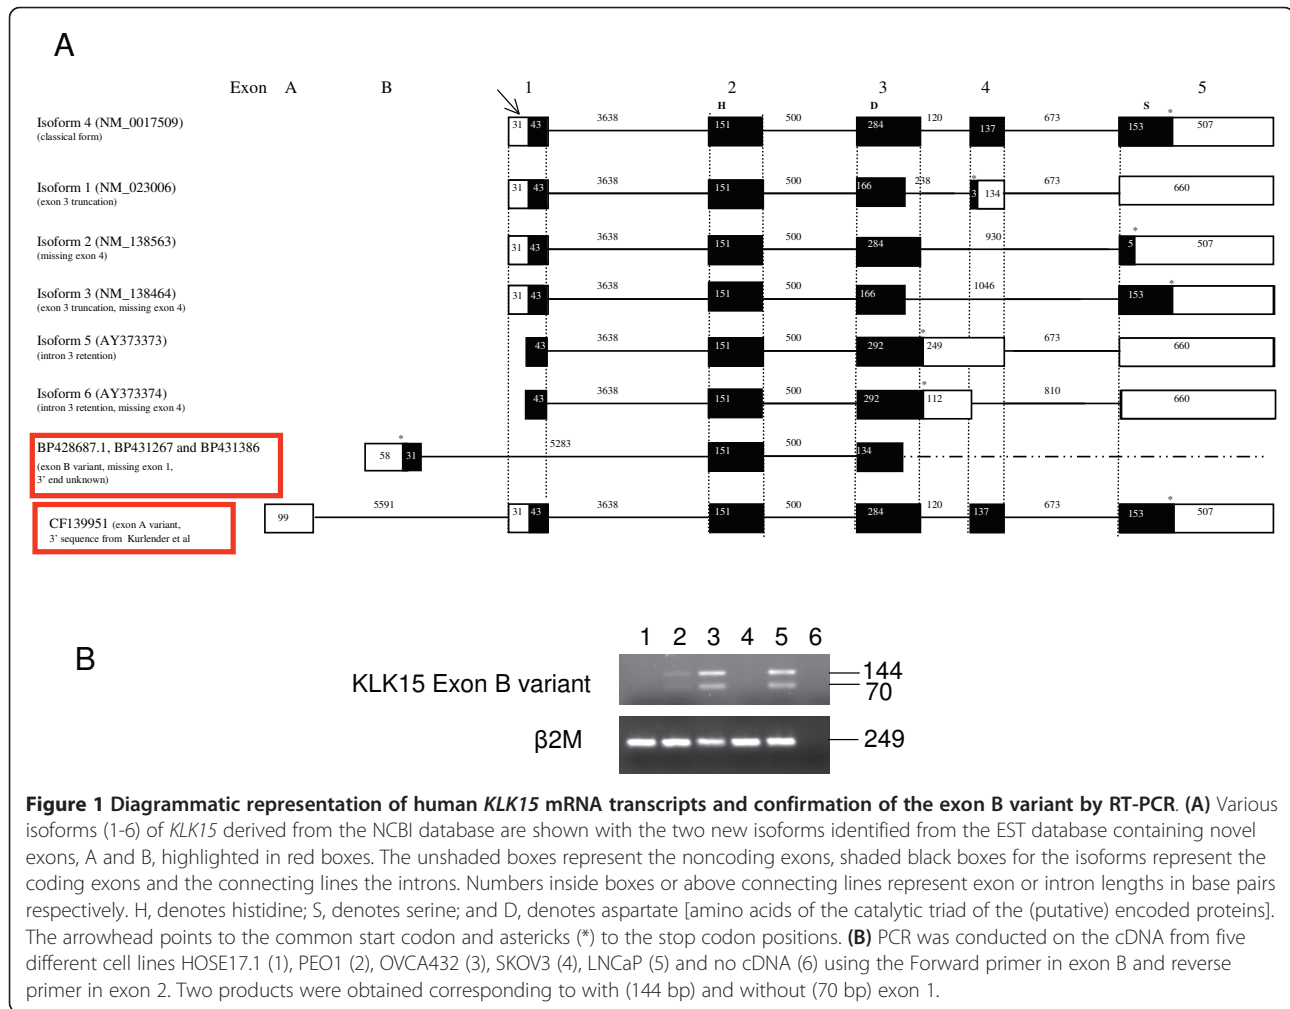 A
Exon A B 1 2 3 4 5
H D S *
Isoform 4 (NM_0017509)
(classical form)
31 43 3638 151 500 284 120 137 673 153 507
Isoform 1 (NM_023006)
(exon 3 truncation)
31 43 3638 151 500 166 238 * 3 134 673 660
Isoform 2 (NM_138563)
(missing exon 4)
31 43 3638 151 500 284 930 5 * 507
Isoform 3 (NM_138464)
(exon 3 truncation, missing exon 4)
31 43 3638 151 500 166 1046 153 *
Isoform 5 (AY373373)
(intron 3 retention)
43 3638 151 500 292 * 249 673 660
Isoform 6 (AY373374)
(intron 3 retention, missing exon 4)
43 3638 151 500 292 * 112 810 660
BP428687.1, BP431267 and BP431386
(exon B variant, missing exon 1,
3' end unknown)
58 * 31 5283 151 500 134
CF139951 (exon A variant,
3' sequence from Kurlender et al
99 5591 31 43 3638 151 500 284 120 137 673 153 * 507
B
1 2 3 4 5 6
KLK15 Exon B variant
144
70
β2M
249
Figure 1 Diagrammatic representation of human KLK15 mRNA transcripts and confirmation of the exon B variant by RT-PCR. (A) Various
isoforms (1-6) of KLK15 derived from the NCBI database are shown with the two new isoforms identified from the EST database containing novel
exons, A and B, highlighted in red boxes. The unshaded boxes represent the noncoding exons, shaded black boxes for the isoforms represent the
coding exons and the connecting lines the introns. Numbers inside boxes or above connecting lines represent exon or intron lengths in base pairs
respectively. H, denotes histidine; S, denotes serine; and D, denotes aspartate [amino acids of the catalytic triad of the (putative) encoded proteins].
The arrowhead points to the common start codon and astericks (*) to the stop codon positions. (B) PCR was conducted on the cDNA from five
different cell lines HOSE17.1 (1), PEO1 (2), OVCA432 (3), SKOV3 (4), LNCaP (5) and no cDNA (6) using the Forward primer in exon B and reverse
primer in exon 2. Two products were obtained corresponding to with (144 bp) and without (70 bp) exon 1.